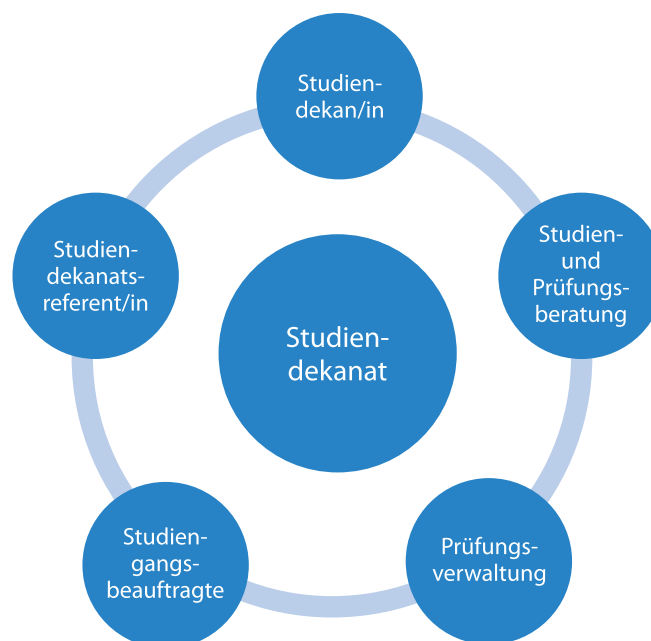 Studien-
dekan/in
Studien-
und
Prüfungs-
beratung
Studien-
dekanats-
referent/in
Studien-
dekanat
Studien-
gangs-
beauftragte
Prüfungs-
verwaltung